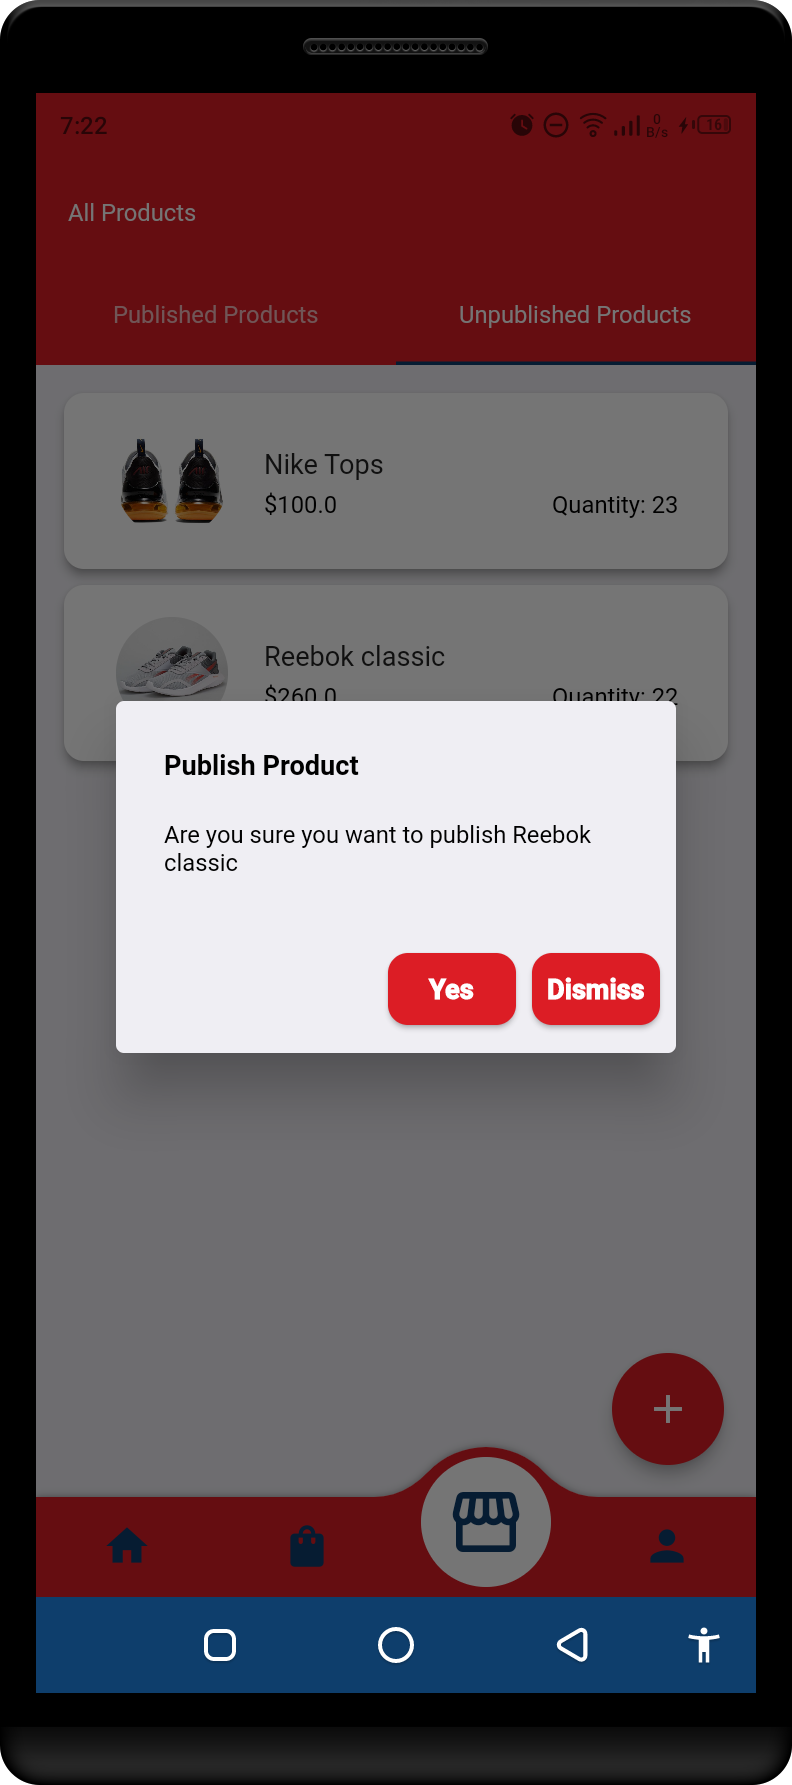 7:22
0
B/s
16
All Products
Published Products
Unpublished Products
Nike Tops
$100.0
Quantity: 23
Reebok classic
$260.0
Quantity: 22
Publish Product
Are you sure you want to publish Reebok
classic
Yes
Dismiss